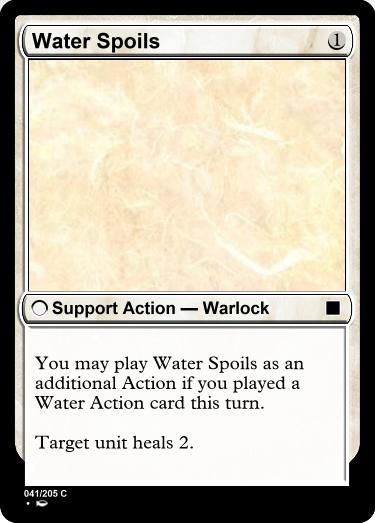 Water Spoils 1
Support Action — Warlock
You may play Water Spoils as an
additional Action if you played a
Water Action card this turn.
Target unit heals 2.
041/205 C